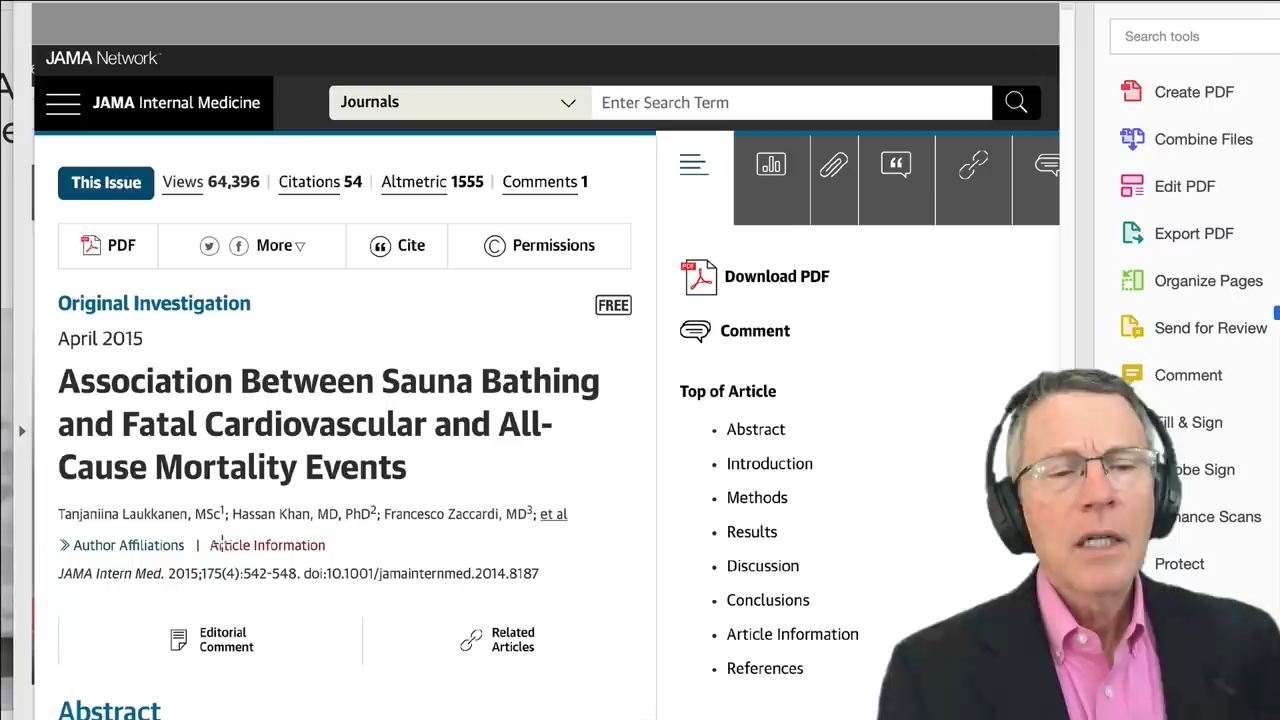 JAMA Network
JAMA Internal Medicine
Journals
Enter Search Term
This Issue
Views 64,396
Citations 54
Altmetric 1555
Comments 1
PDF
More
Cite
Permissions
Original Investigation
FREE
April 2015
Association Between Sauna Bathing
and Fatal Cardiovascular and All-
Cause Mortality Events
Tanjaniina Laukkanen, MSc1; Hassan Khan, MD, PhD2; Francesco Zaccardi, MD3; et al
Author Affiliations | Article Information
JAMA Intern Med. 2015;175(4):542-548. doi:10.1001/jamainternmed.2014.8187
Editorial
Comment
Related
Articles
Abstract
PDF
Download PDF
Comment
Top of Article
• Abstract
• Introduction
• Methods
• Results
• Discussion
• Conclusions
• Article Information
• References
Search tools
Create PDF
Combine Files
Edit PDF
Export PDF
Organize Pages
Send for Review
Comment
& Sign
Sign
Scans
Protect